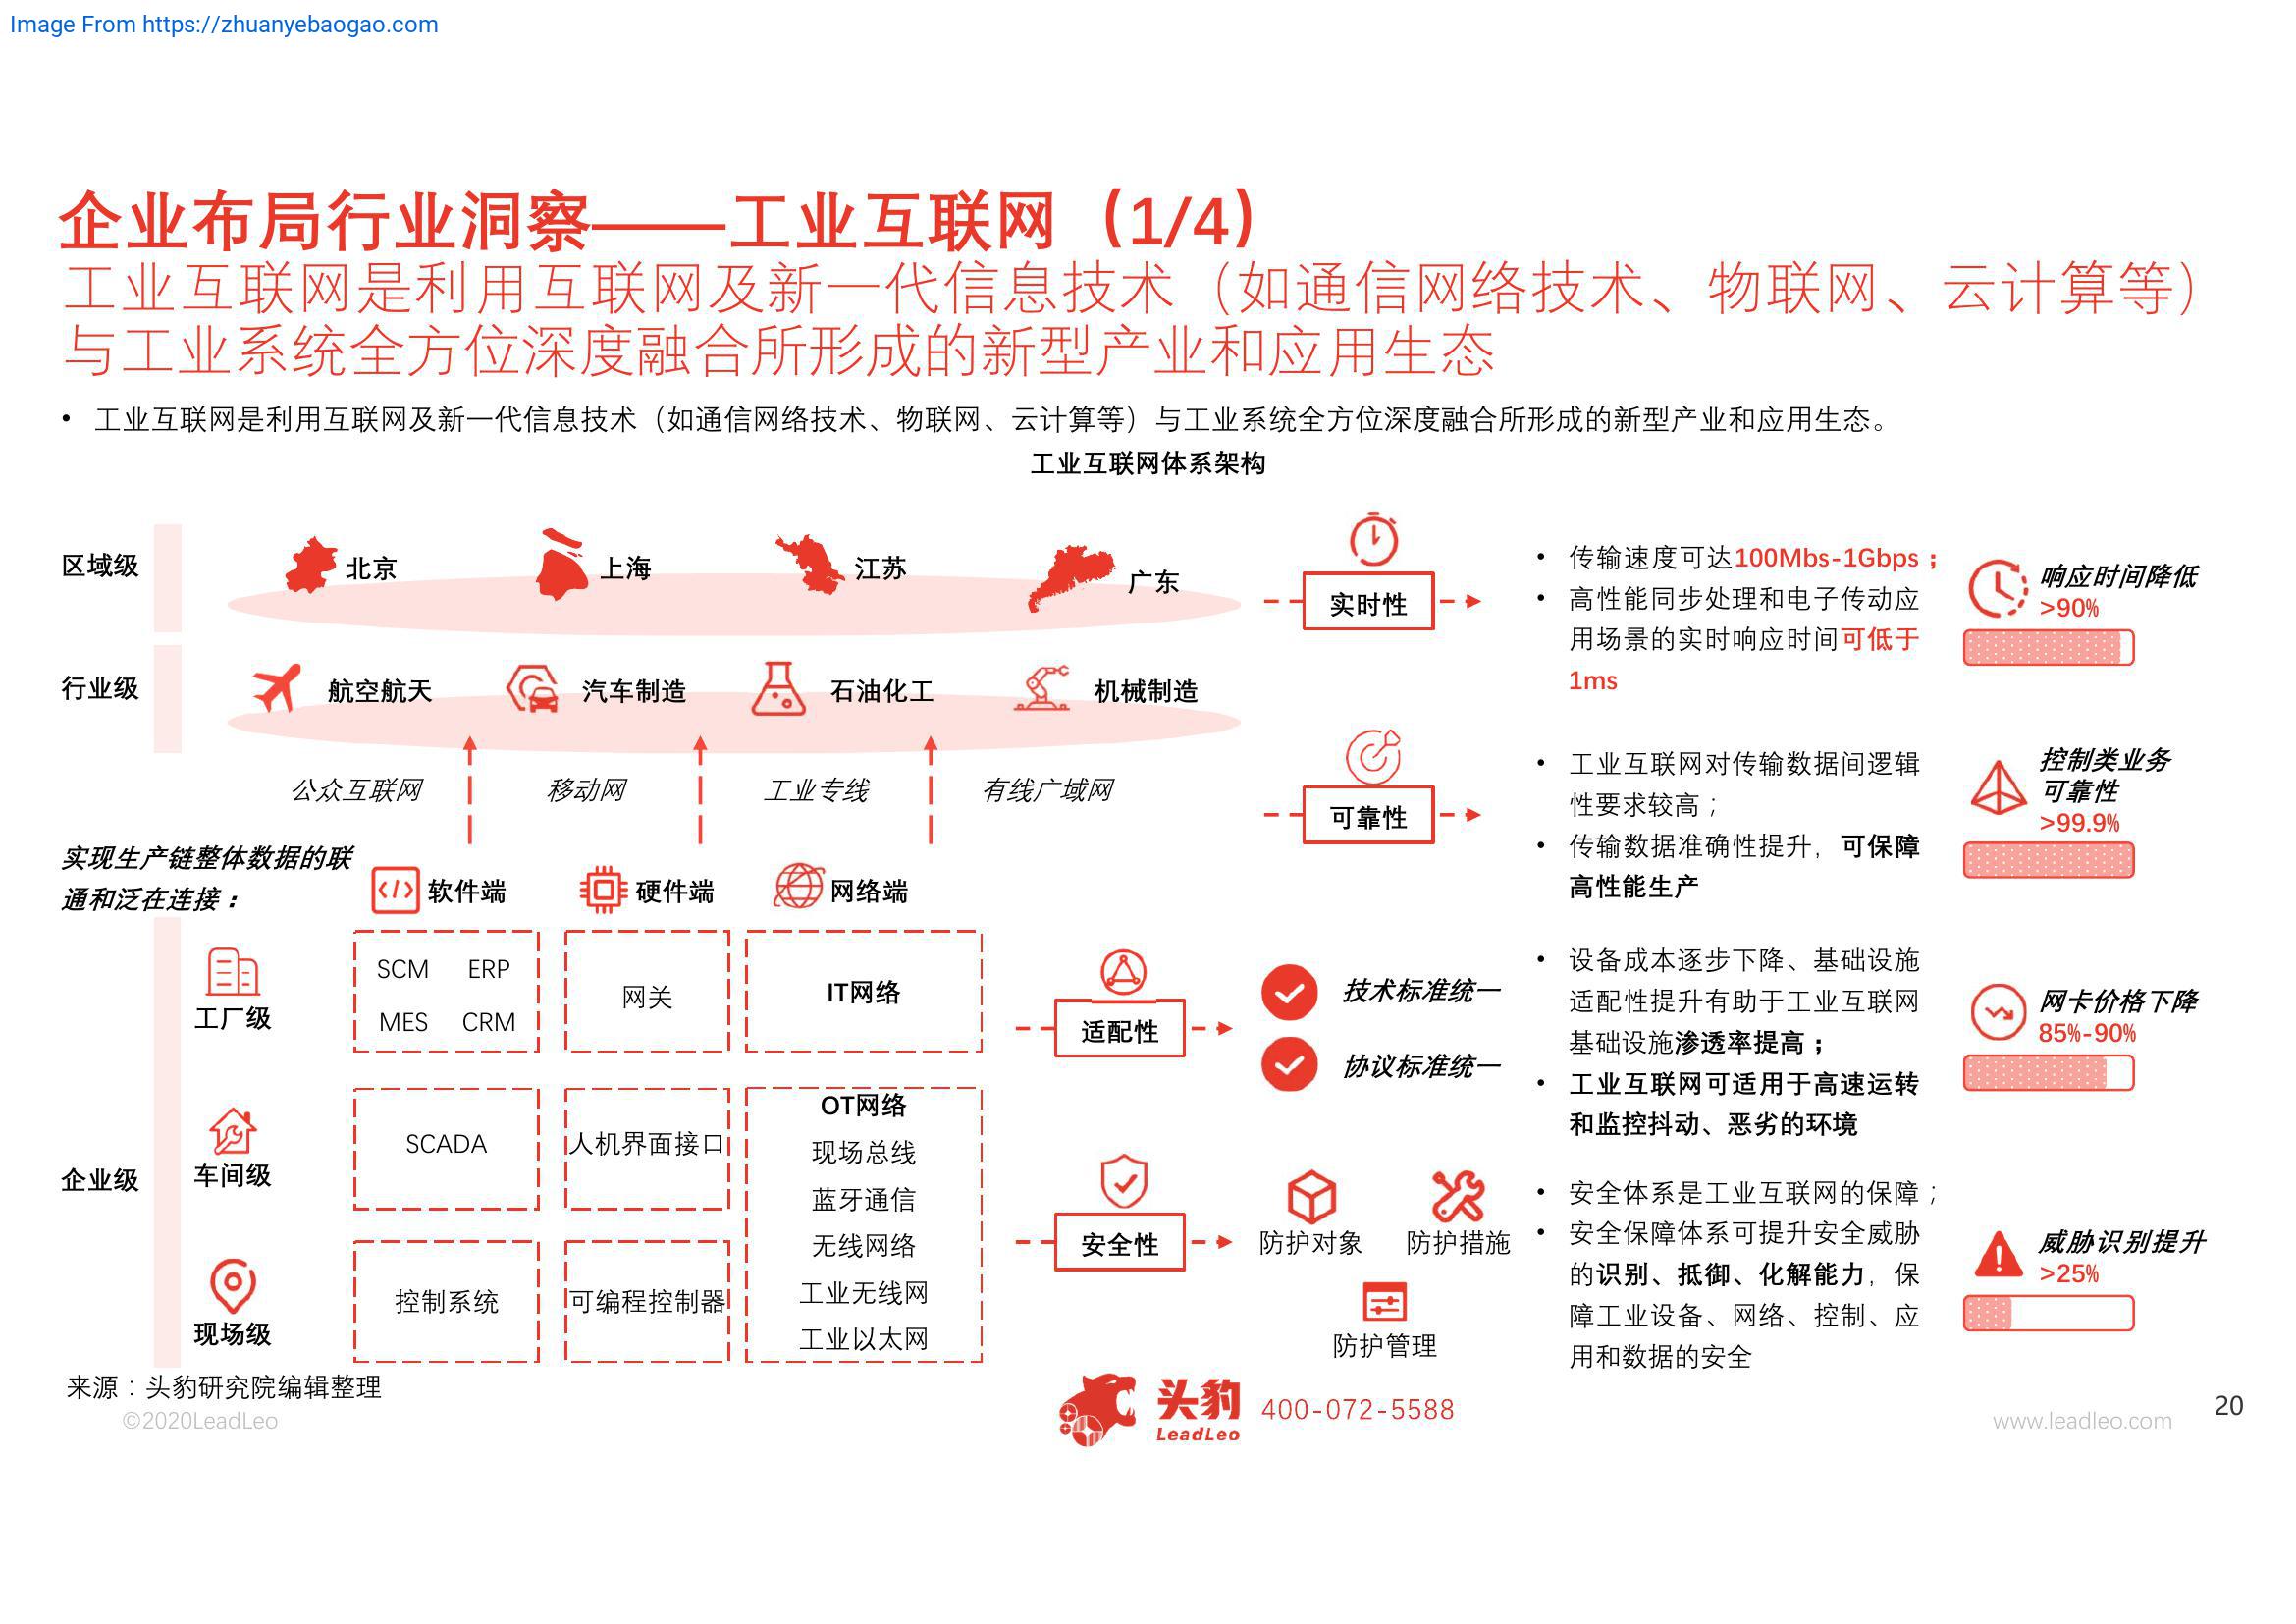 Image From https://zhuanyebaogao.com
企业布局行业洞察——工业互联网（1/4）
工业互联网是利用互联网及新一代信息技术（如通信网络技术、物联网、云计算等）
与工业系统全方位深度融合所形成的新型产业和应用生态
• 工业互联网是利用互联网及新一代信息技术（如通信网络技术、物联网、云计算等）与工业系统全方位深度融合所形成的新型产业和应用生态。
工业互联网体系架构
区域级
北京
上海
江苏
广东
行业级
航空航天
汽车制造
石油化工
机械制造
公众互联网
移动网
工业专线
有线广域网
实现生产链整体数据的联
通和泛在连接：
软件端
硬件端
网络端
企业级
工厂级
SCM ERP
MES CRM
网关
IT网络
车间级
SCADA
人机界面接口
OT网络
现场总线
蓝牙通信
无线网络
工业无线网
工业以太网
现场级
控制系统
可编程控制器
实时性
• 传输速度可达100Mbs-1Gbps；
• 高性能同步处理和电子传动应
用场景的实时响应时间可低于
1ms
响应时间降低
>90%
可靠性
• 工业互联网对传输数据间逻辑
性要求较高；
• 传输数据准确性提升，可保障
高性能生产
控制类业务
可靠性
>99.9%
适配性
技术标准统一
协议标准统一
• 设备成本逐步下降、基础设施
适配性提升有助于工业互联网
基础设施渗透率提高；
• 工业互联网可适用于高速运转
和监控抖动、恶劣的环境
网卡价格下降
85%-90%
安全性
防护对象
防护措施
防护管理
• 安全体系是工业互联网的保障；
• 安全保障体系可提升安全威胁
的识别、抵御、化解能力，保
障工业设备、网络、控制、应
用和数据的安全
威胁识别提升
>25%
来源：头豹研究院编辑整理
©2020LeadLeo
头豹
LeadLeo
400-072-5588
www.leadleo.com
20